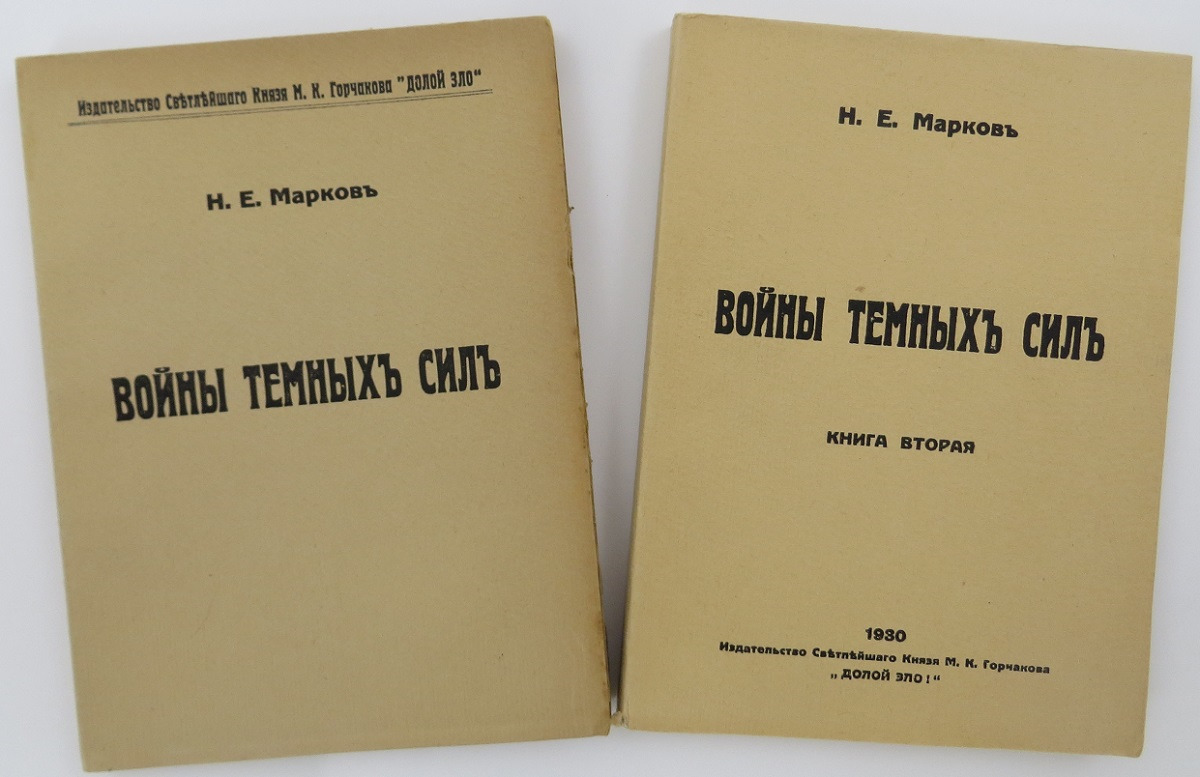 Издательство Свѣтлѣйшаго Князя М. К. Горчакова "ДОЛОЙ ЗЛО“
Н. Е. Марковъ
ВОЙНЫ ТЕМНЫХЪ СИЛЪ
Н. Е. Марковъ
ВОЙНЫ ТЕМНЫХЪ СИЛЪ
КНИГА ВТОРАЯ
1930
Издательство Свѣтлѣйшаго Князя М. К. Горчакова
„ДОЛОЙ ЗЛО!“